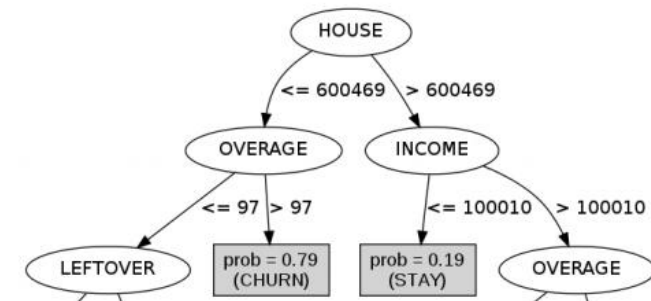 HOUSE
<= 600469
> 600469
OVERAGE
INCOME
<= 97
> 97
<= 100010
> 100010
LEFTOVER
prob = 0.79
(CHURN)
prob = 0.19
(STAY)
OVERAGE